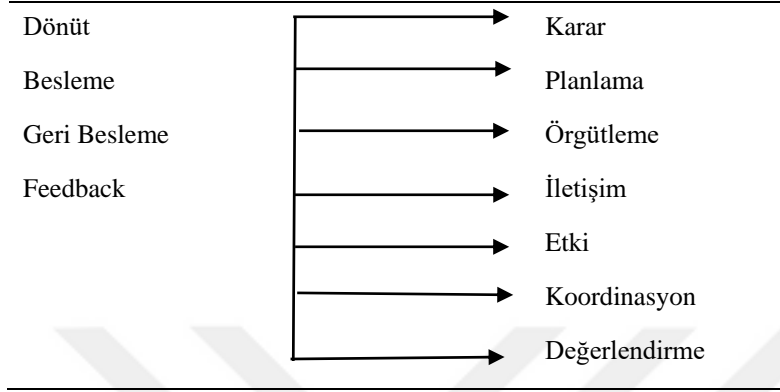 Dönüt
Besleme
Geri Besleme
Feedback
Karar
Planlama
Örgütleme
İletişim
Etki
Koordinasyon
Değerlendirme